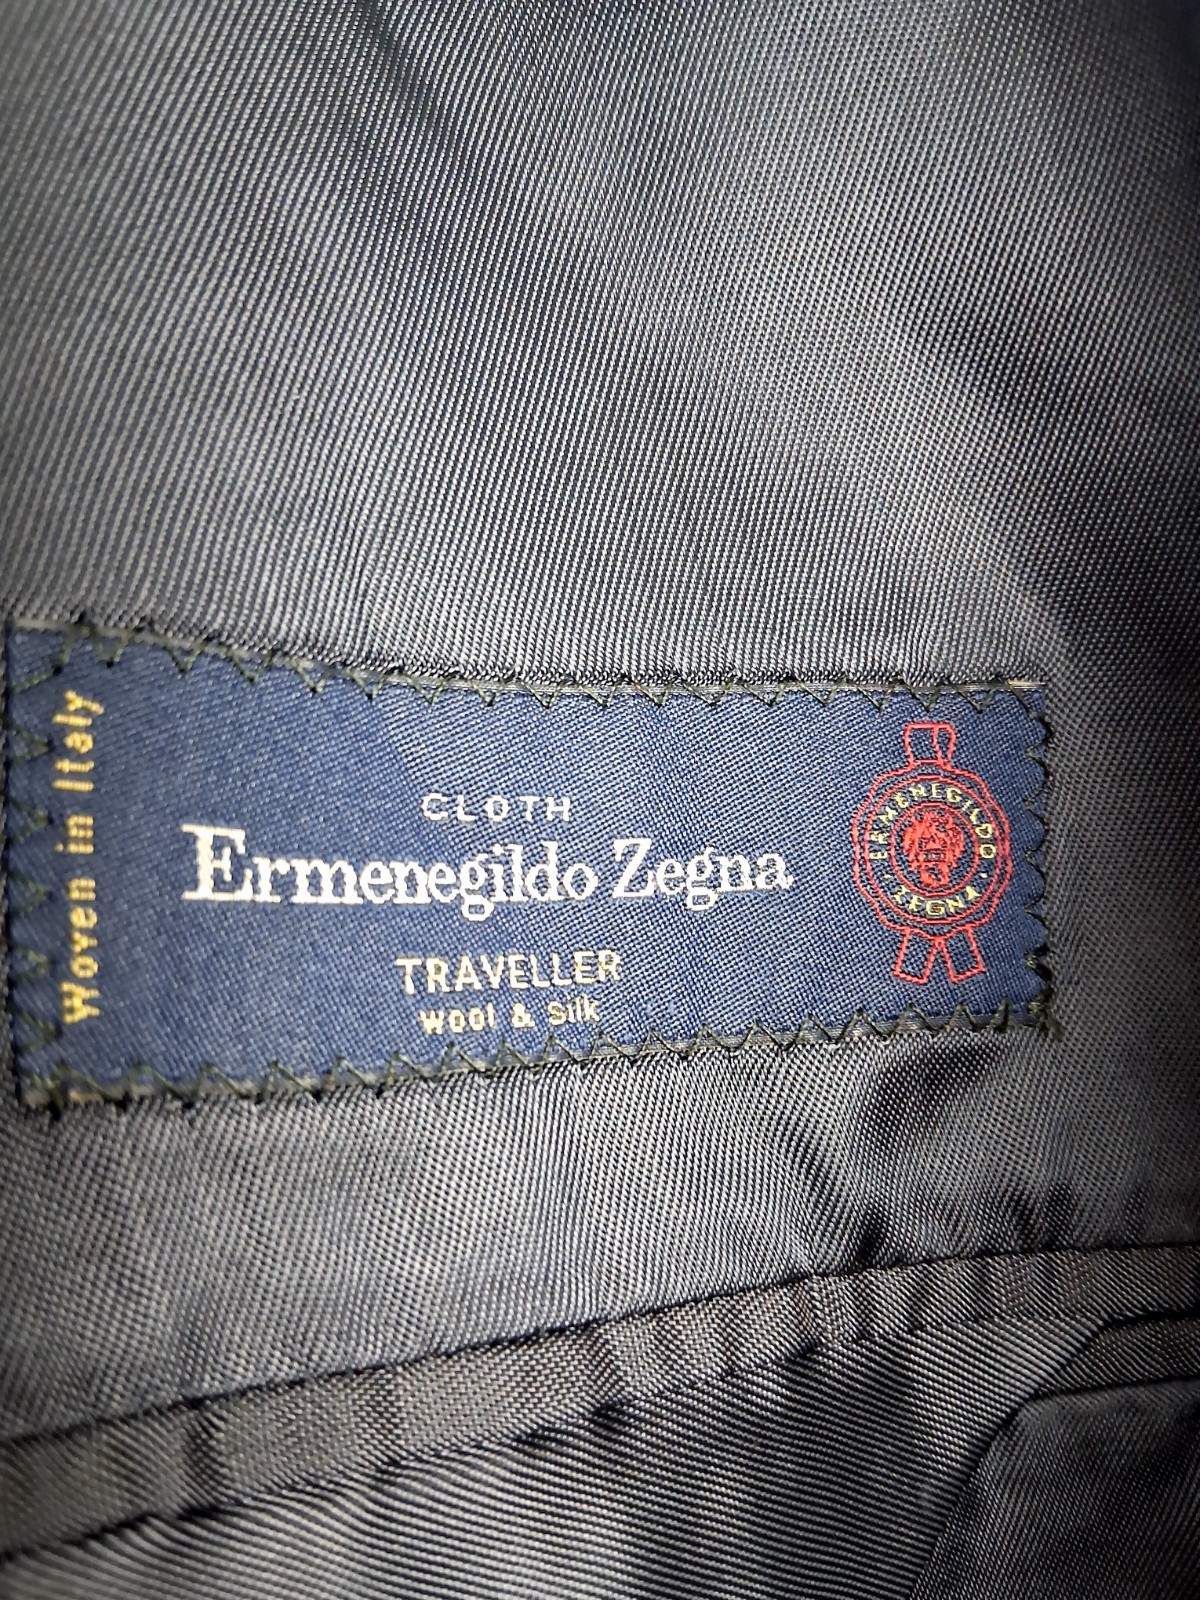 Woven in Italy
CLOTH
Ermenegildo Zegna
TRAVELLER
Wool & Silk
ERMENEGILDO
ZEGNA